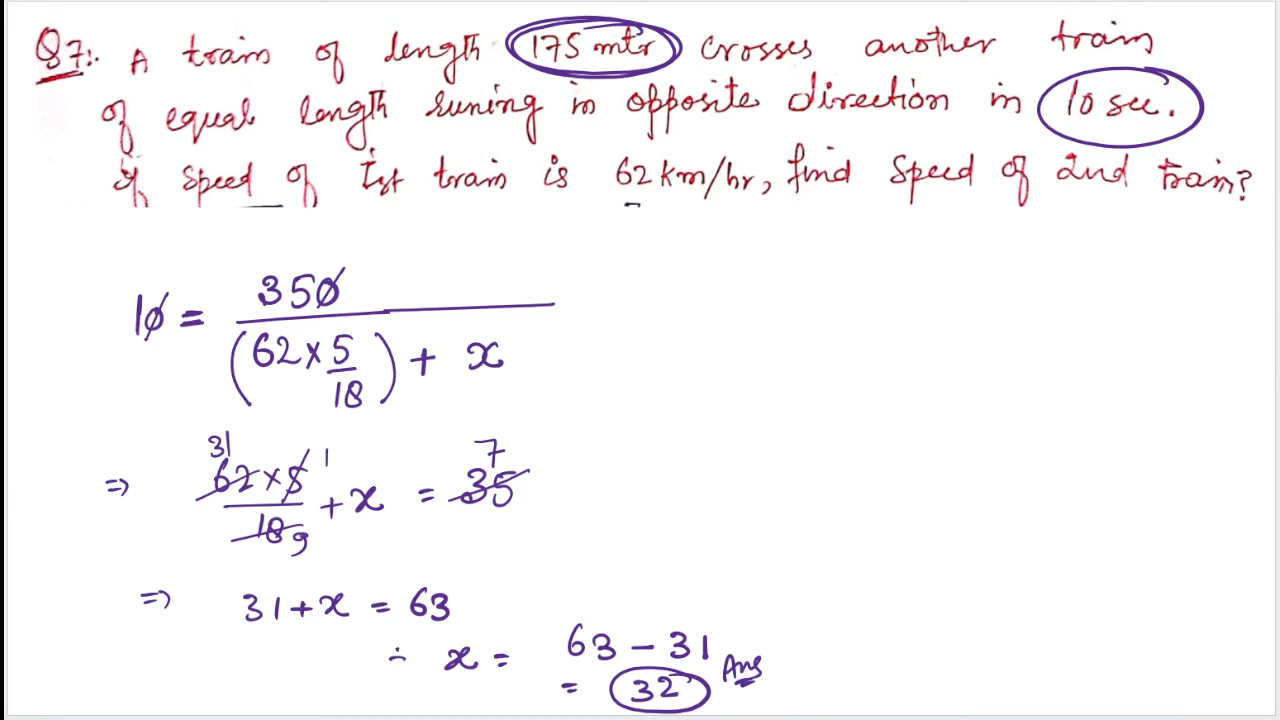 Q7:. A train of length 175 mtr crosses another train
of equal length runing in opposite direction in 10 sec.
if speed of Ist train is 62 km/hr, find speed of 2nd train?
10 = 350 / (62 × 5/18) + x
⇒ 62 × 5 / 18 + x = 35
31 1 9 7
⇒ 31 + x = 63
∴ x = 63 - 31
= 32 Ans